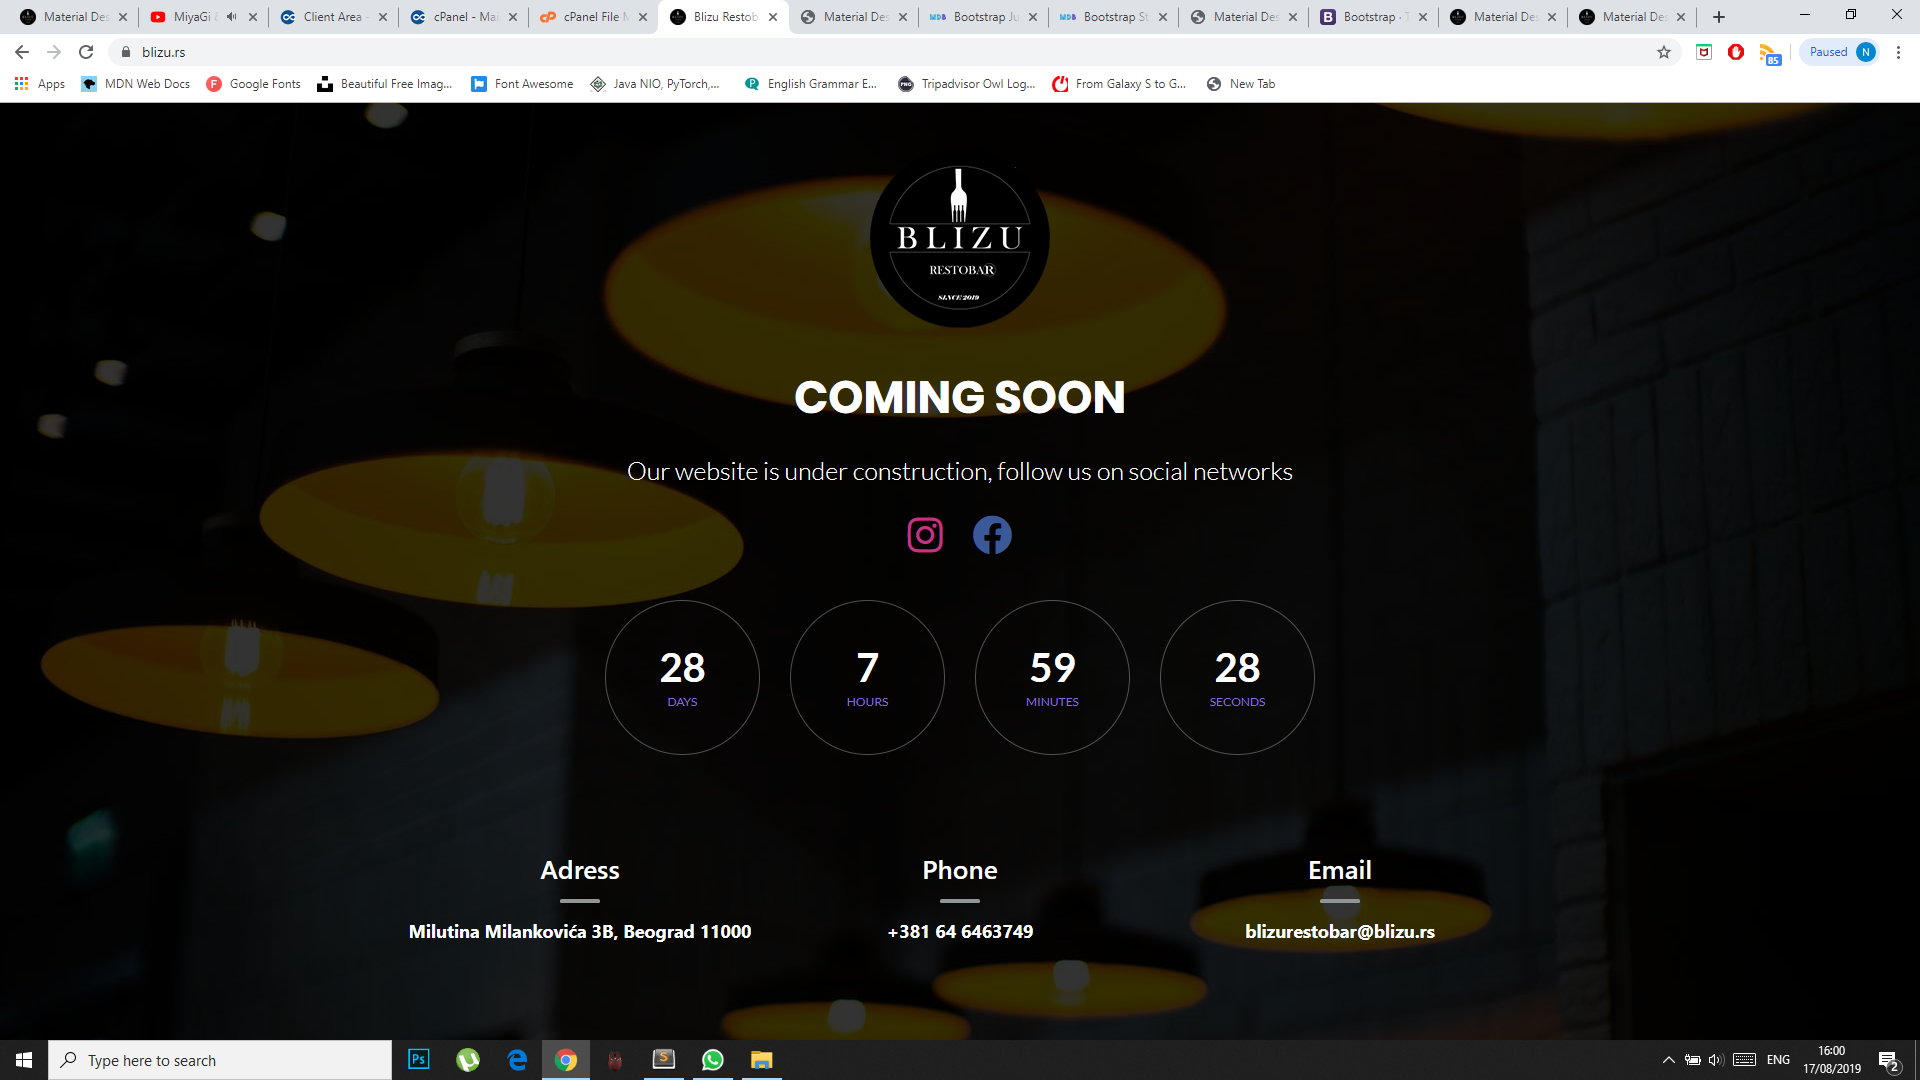 Material Des
MiyaGi &
Client Area -
cPanel - Mai
cPanel File M
Blizu Restob
Material Des
Bootstrap Ju
Bootstrap St
Material Des
Bootstrap · T
Material Des
Material Des
blizu.rs
85
Paused
N
Apps
MDN Web Docs
Google Fonts
Beautiful Free Imag...
Font Awesome
Java NIO, PyTorch,...
English Grammar E...
Tripadvisor Owl Log...
From Galaxy S to G...
New Tab
BLIZU
RESTOBAR
SINCE 2019
COMING SOON
Our website is under construction, follow us on social networks
28
DAYS
7
HOURS
59
MINUTES
28
SECONDS
Adress
Milutina Milankovića 3B, Beograd 11000
Phone
+381 64 6463749
Email
blizurestobar@blizu.rs
Type here to search
Ps
ENG
16:00
17/08/2019
2